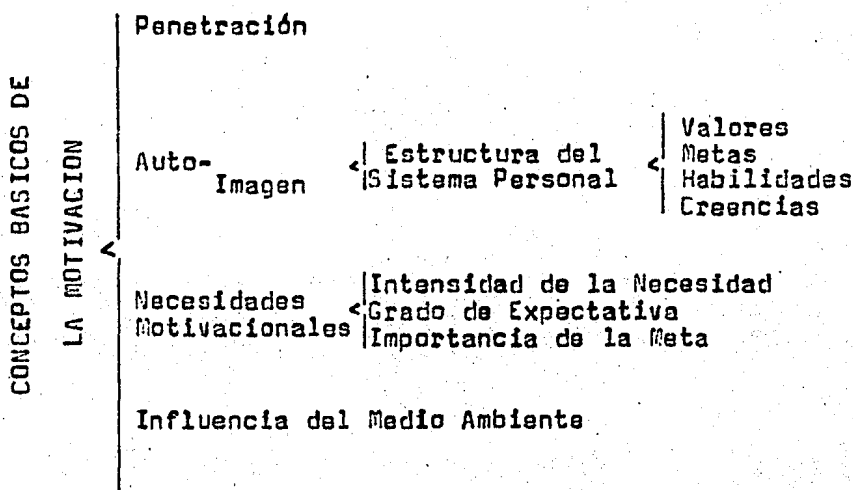 CONCEPTOS BASICOS DE
LA MOTIVACION
Penetración
Auto-
Imagen
Estructura del
Sistema Personal
Valores
Metas
Habilidades
Creencias
Necesidades
Motivacionales
Intensidad de la Necesidad
Grado de Expectativa
Importancia de la Meta
Influencia del Medio Ambiente